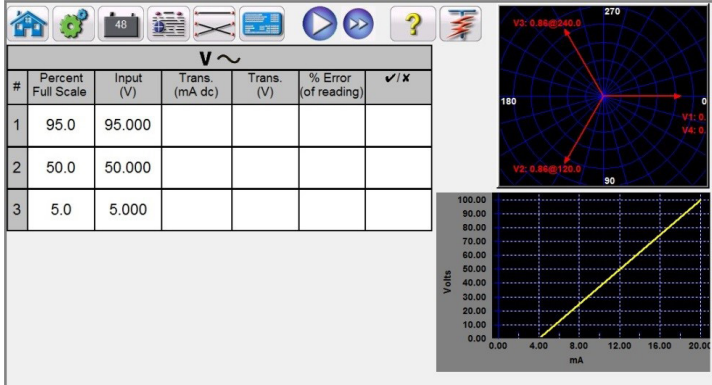 48
?
V ~
# Percent Full Scale Input (V) Trans. (mA dc) Trans. (V) % Error (of reading) ✔/✘
1 95.0 95.000
2 50.0 50.000
3 5.0 5.000
270
V3: 0.86@240.0
180
0
V1: 0.
V4: 0.
V2: 0.86@120.0
90
100.00
90.00
80.00
70.00
60.00
50.00
40.00
30.00
20.00
10.00
0.00
Volts
0.00 4.00 8.00 12.00 16.00 20.00
mA